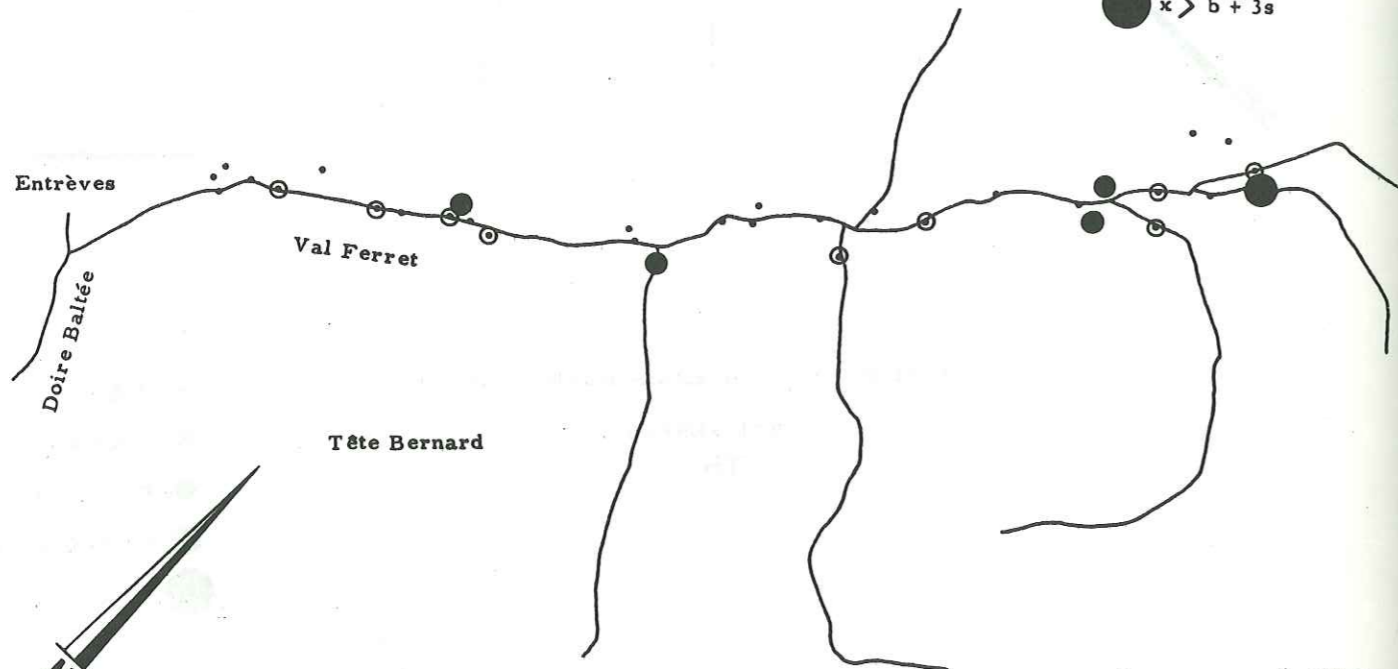 x > b + 3s
Entrèves
Val Ferret
Doire Baltée
Tête Bernard